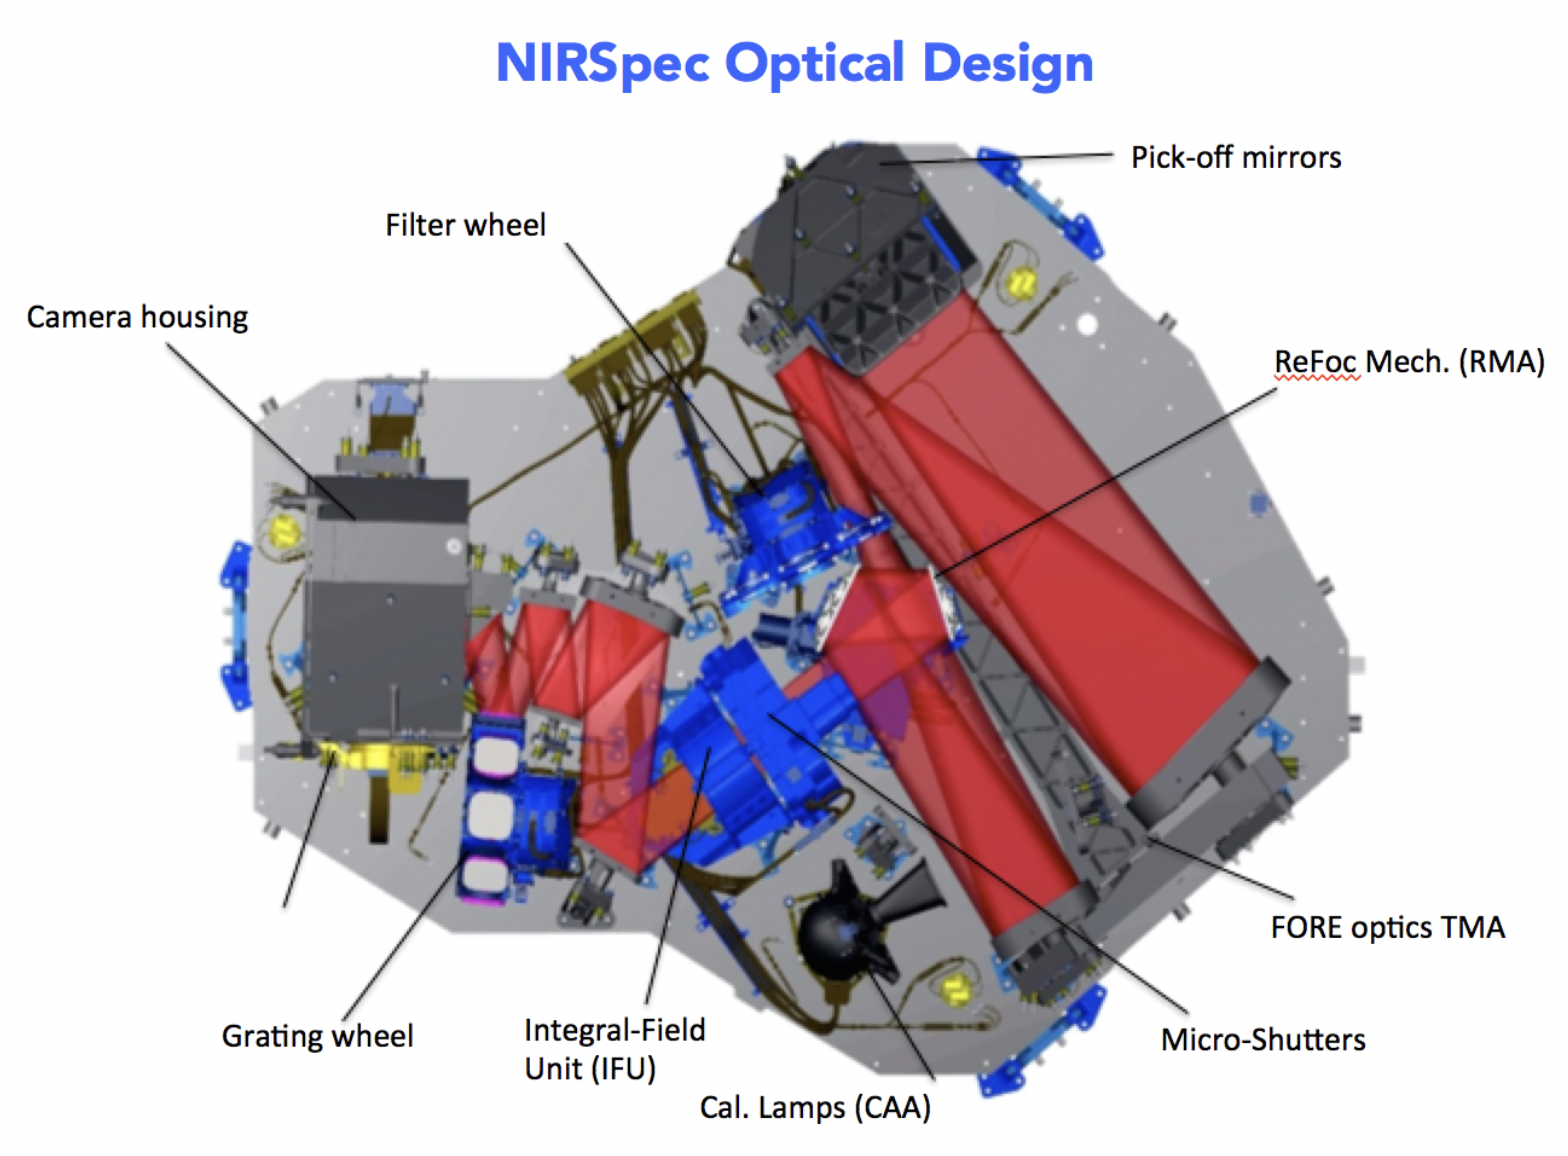 NIRSpec Optical Design
Pick-off mirrors
Filter wheel
Camera housing
ReFoc Mech. (RMA)
FORE optics TMA
Grating wheel
Integral-Field
Unit (IFU)
Micro-Shutters
Cal. Lamps (CAA)